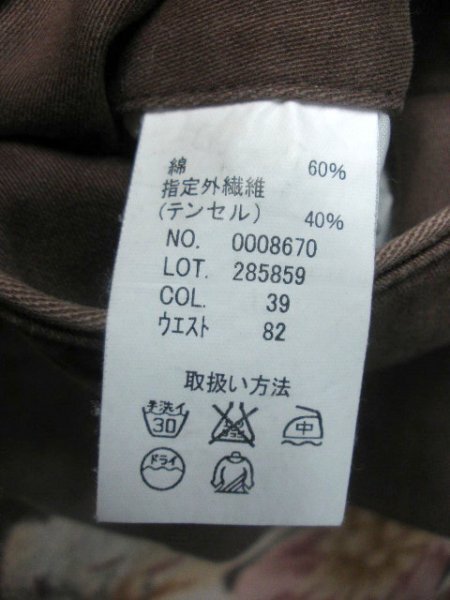 綿 60%
指定外繊維
(テンセル) 40%
NO. 0008670
LOT. 285859
COL. 39
ウエスト 82
取扱い方法
手洗イ
30
中
ドライ